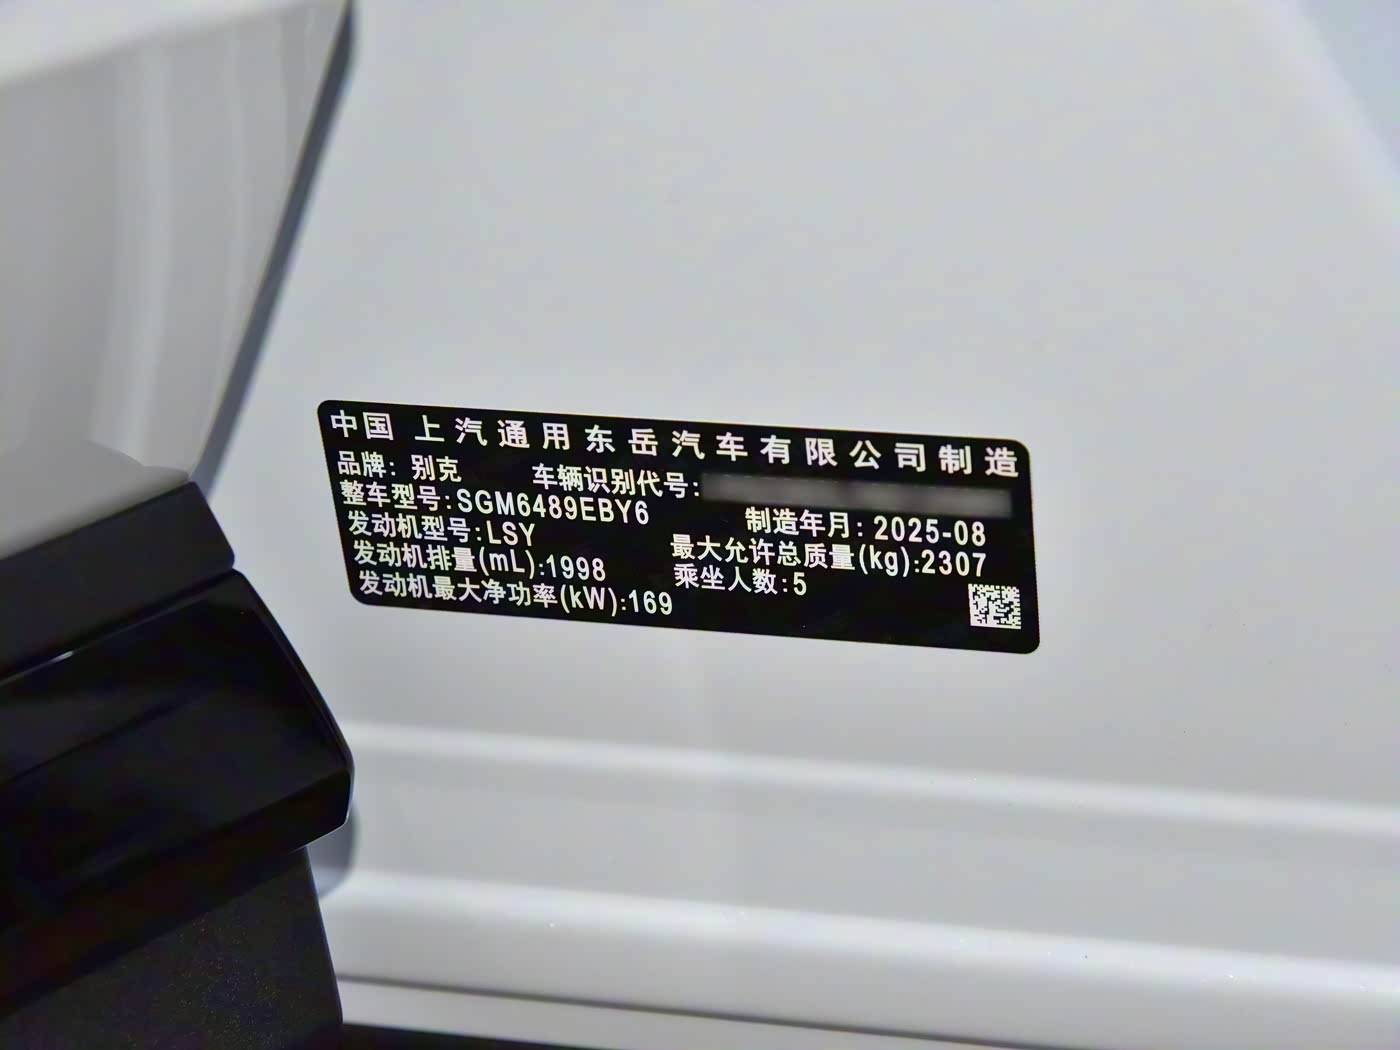 中国 上汽通用东岳汽车有限公司制造
品牌: 别克 车辆识别代号:
整车型号:SGM6489EBY6 制造年月: 2025-08
发动机型号:LSY 最大允许总质量(kg):2307
发动机排量(mL):1998 乘坐人数:5
发动机最大净功率(kW):169